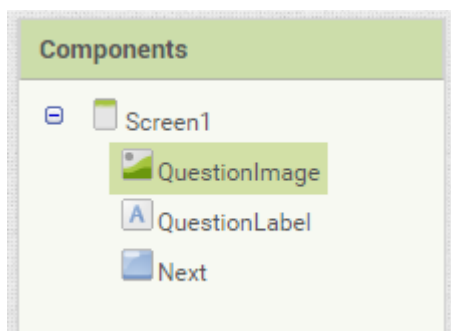 Components
Screen1
QuestionImage
A QuestionLabel
Next